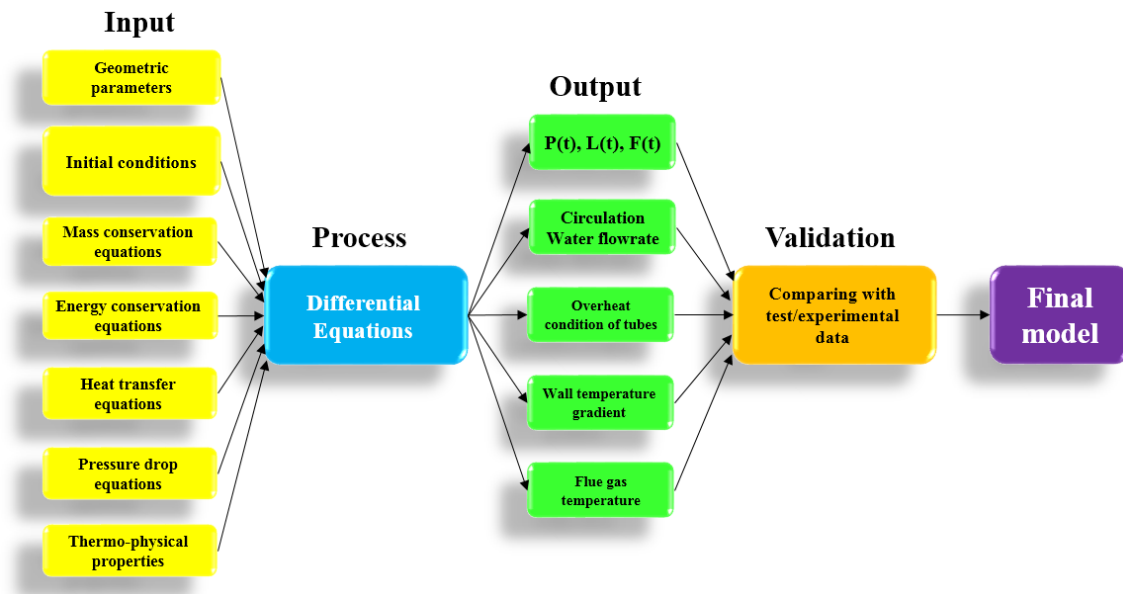 Input
Geometric
parameters
Initial conditions
Mass conservation
equations
Energy conservation
equations
Heat transfer
equations
Pressure drop
equations
Thermo-physical
properties
Process
Differential
Equations
Output
P(t), L(t), F(t)
Circulation
Water flowrate
Overheat
condition of tubes
Wall temperature
gradient
Flue gas
temperature
Validation
Comparing with
test/experimental
data
Final
model